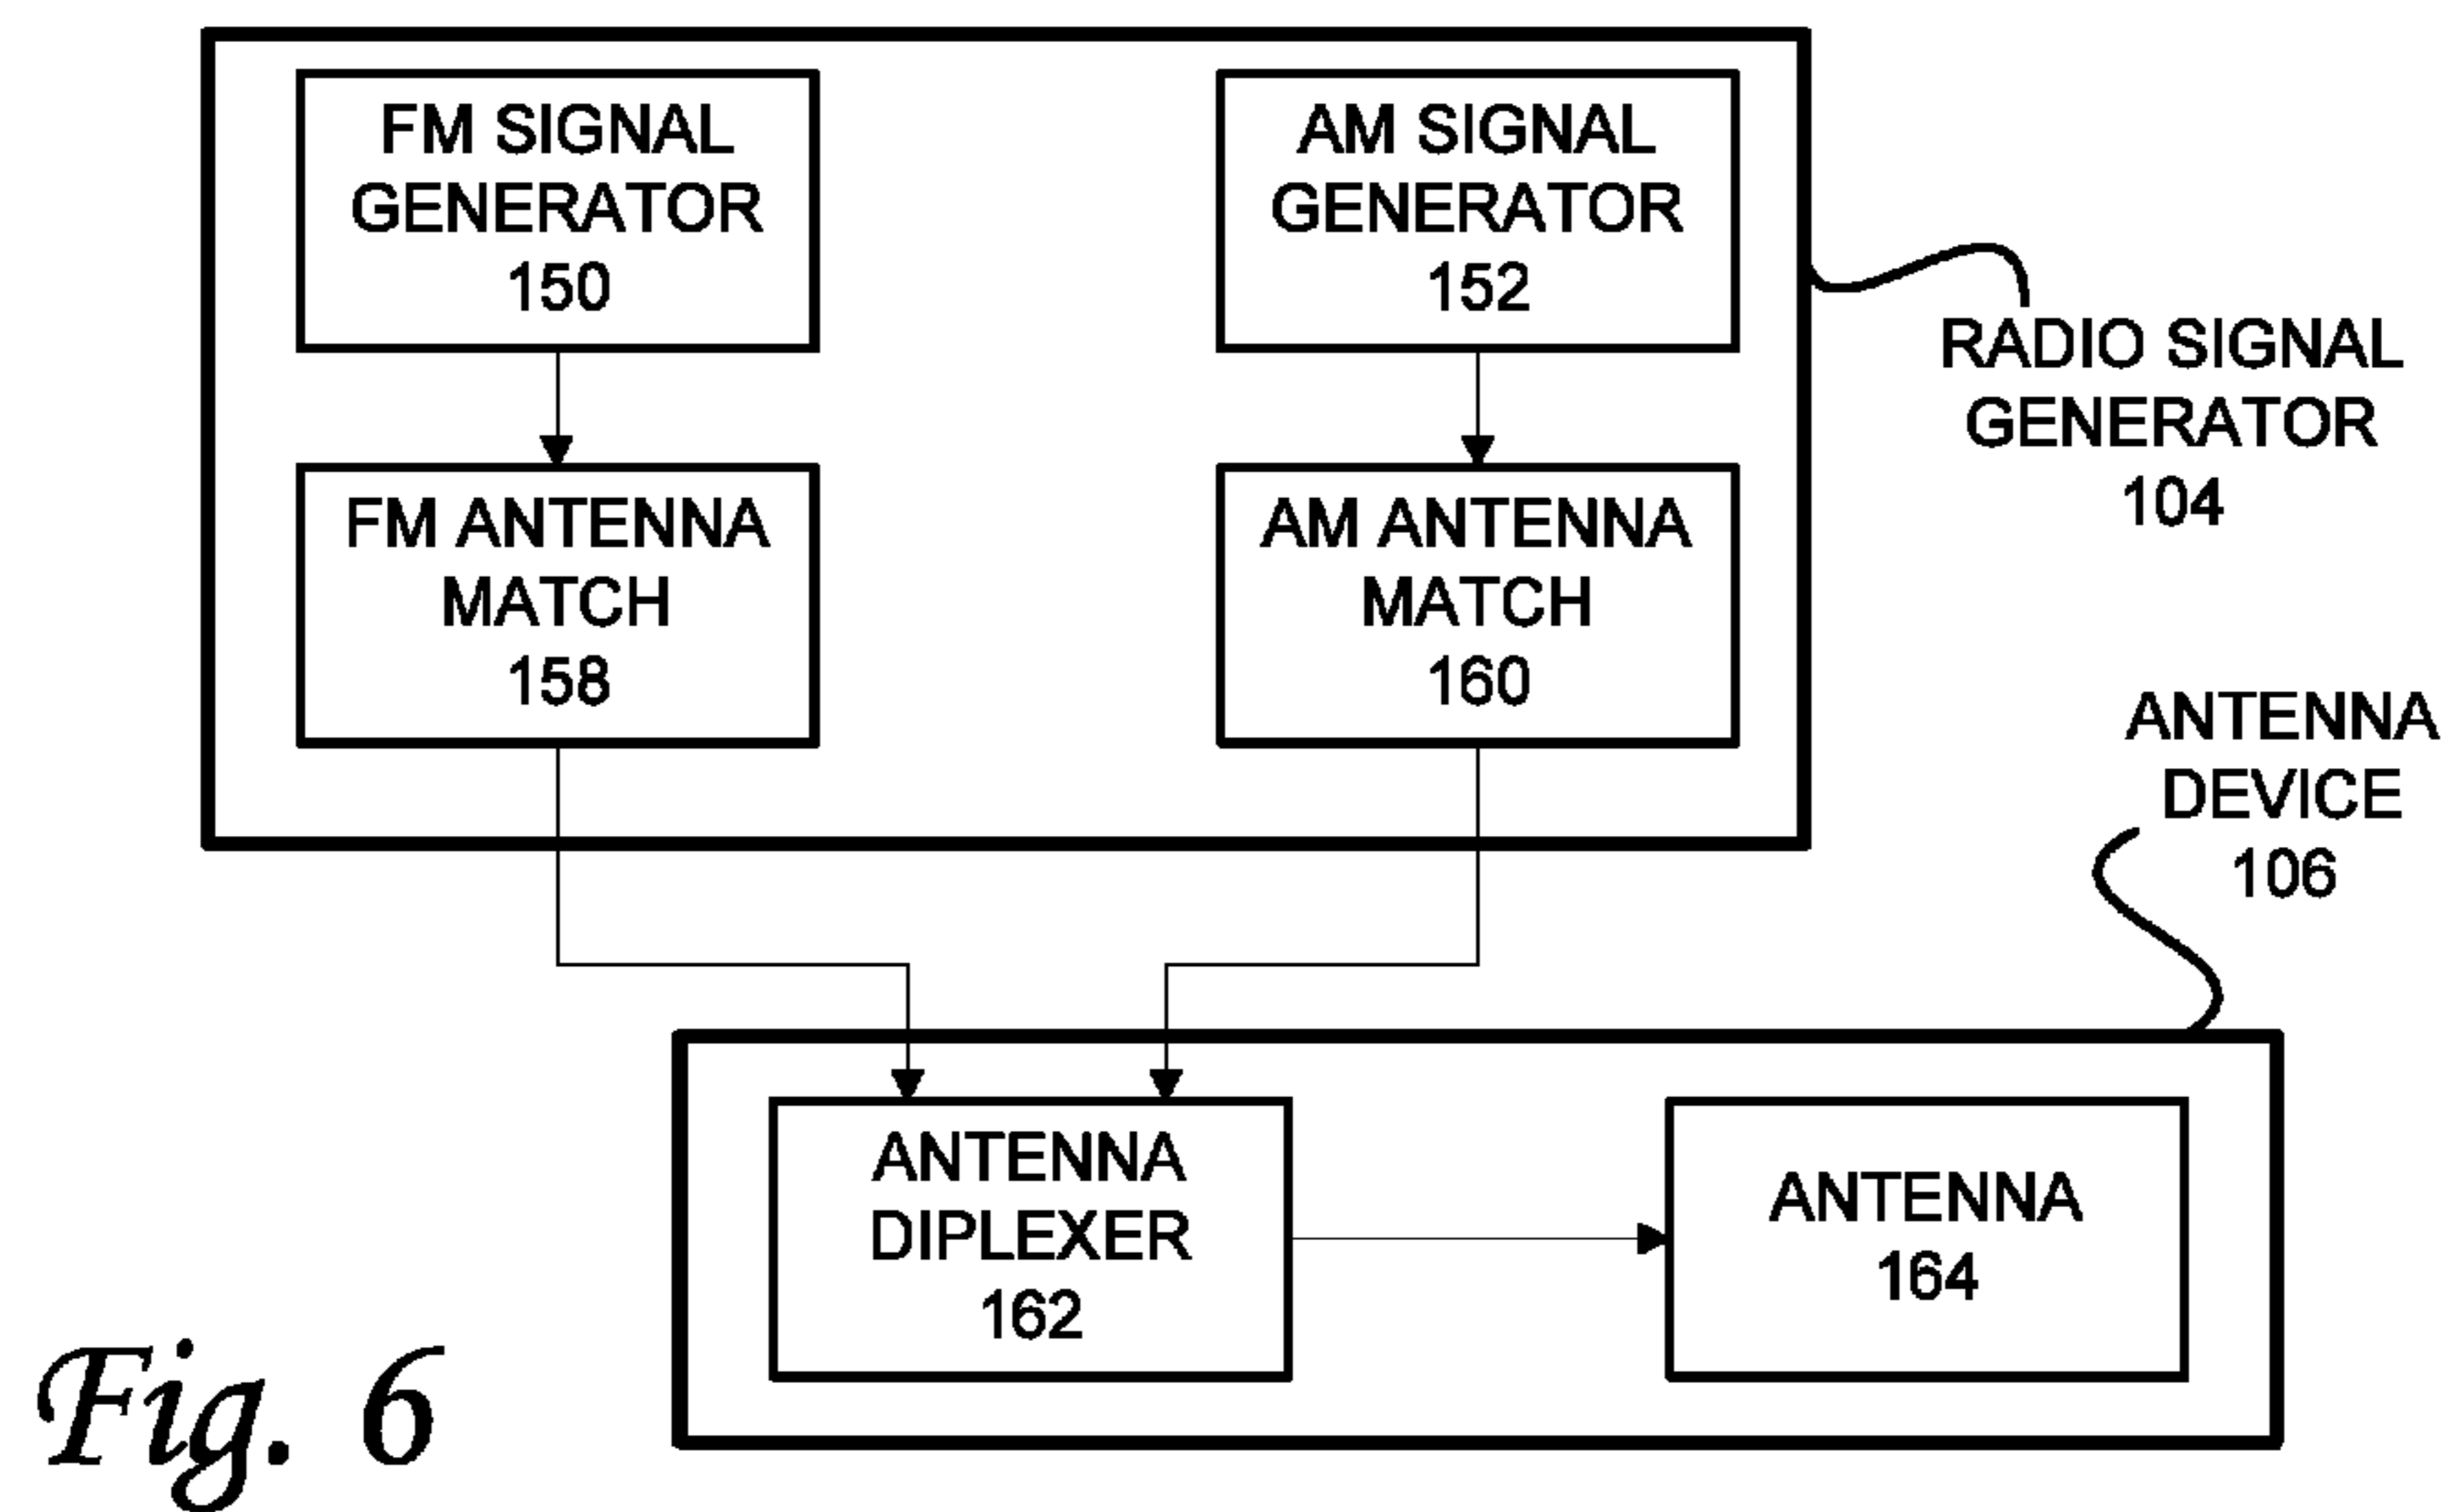 FM SIGNAL
GENERATOR
150
AM SIGNAL
GENERATOR
152
RADIO SIGNAL
GENERATOR
104
FM ANTENNA
MATCH
158
AM ANTENNA
MATCH
160
ANTENNA
DEVICE
106
ANTENNA
DIPLEXER
162
ANTENNA
164
Fig. 6